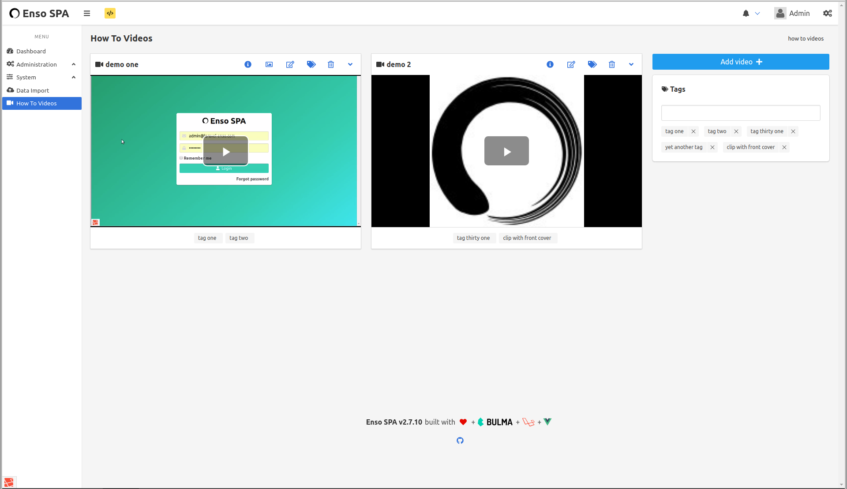 Enso SPA
Admin
MENU
Dashboard
Administration
System
Data Import
How To Videos
How To Videos
how to videos
demo one
Enso SPA
Remember me
Login
Forgot password
tag one
tag two
demo 2
tag thirty one
clip with front cover
Add video +
Tags
tag one
tag two
tag thirty one
yet another tag
clip with front cover
Enso SPA v2.7.10 built with + BULMA + +